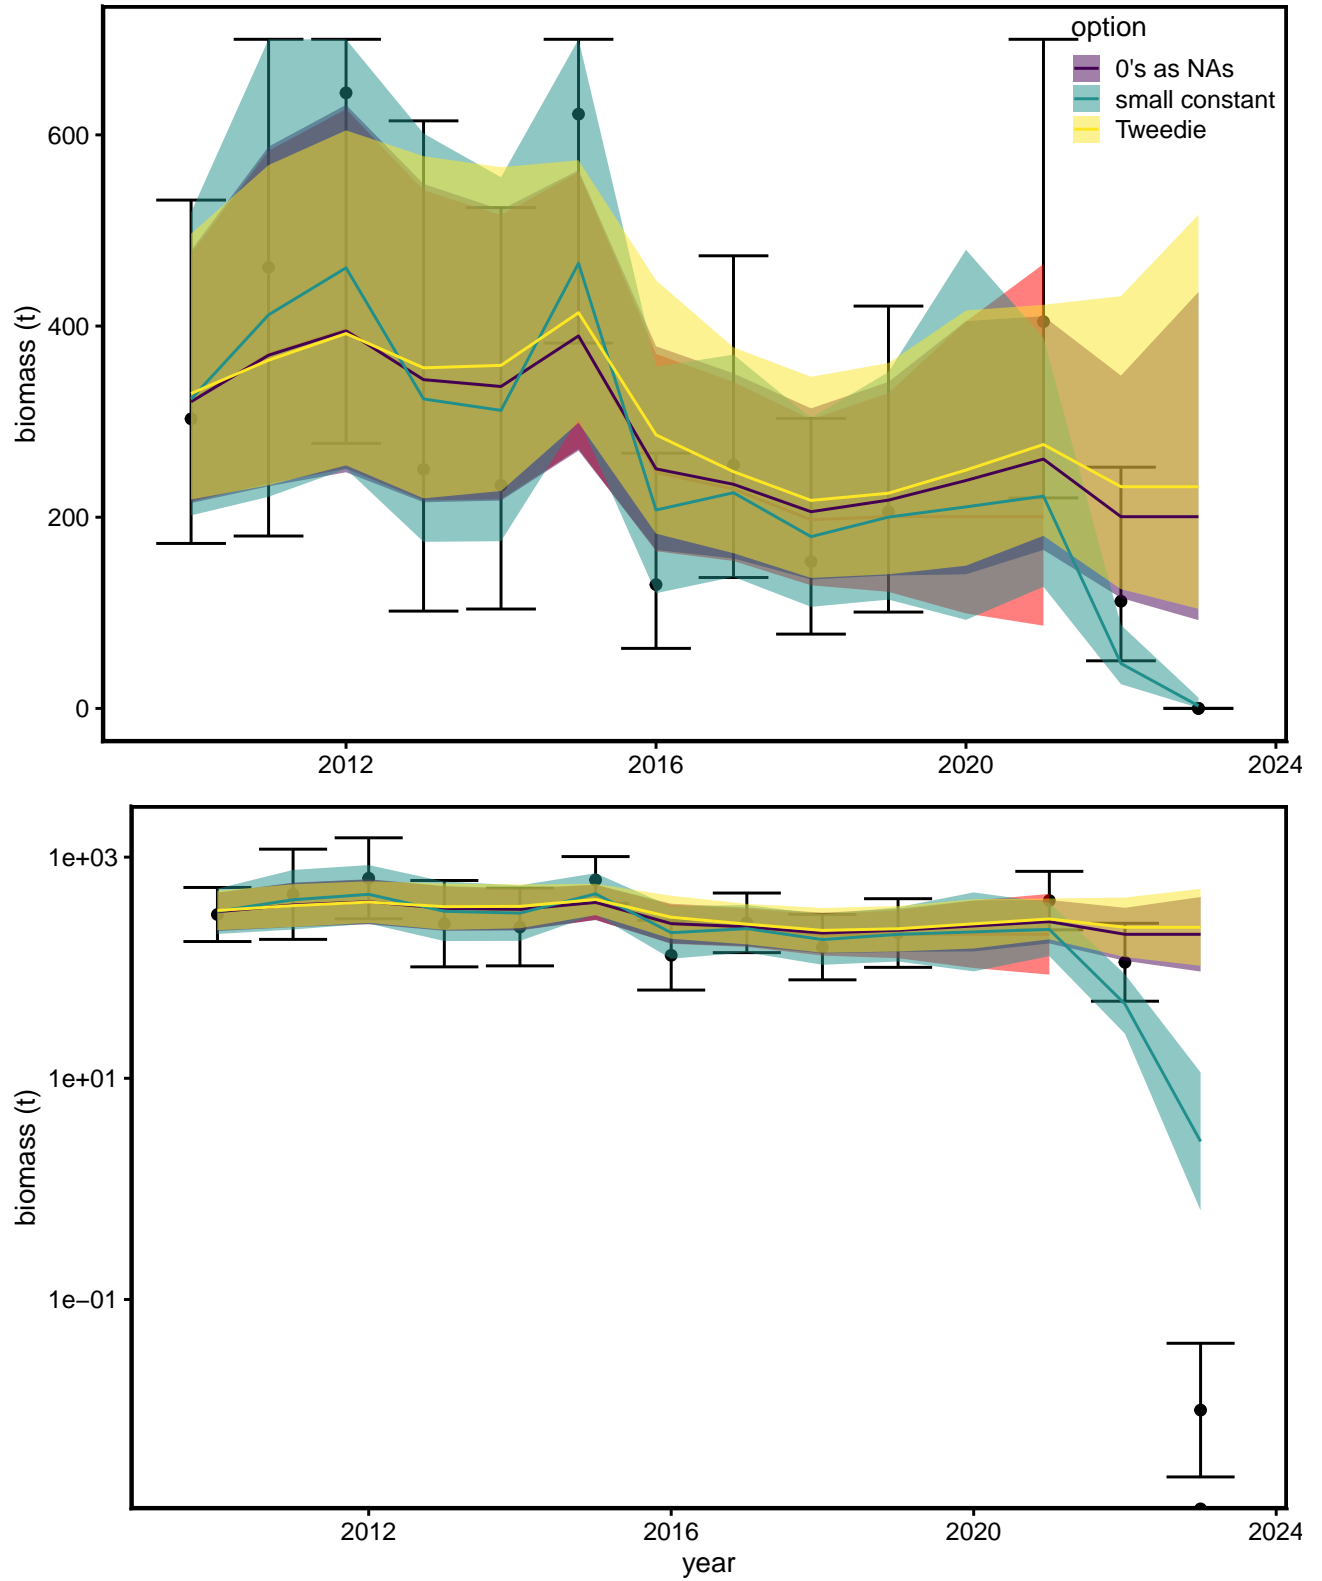 option
0's as NAs
small constant
Tweedie
biomass (t)
600
400
200
0
2012
2016
2020
2024
biomass (t)
1e+03
1e+01
1e−01
2012
2016
2020
2024
year